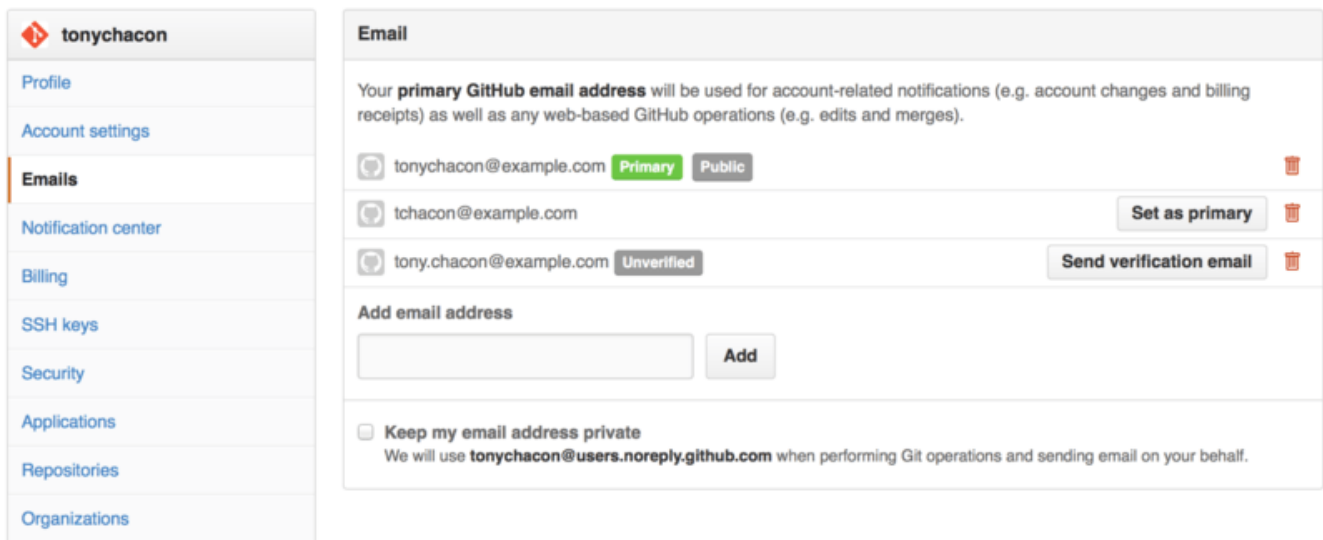 tonychacon
Profile
Account settings
Emails
Notification center
Billing
SSH keys
Security
Applications
Repositories
Organizations
Email
Your primary GitHub email address will be used for account-related notifications (e.g. account changes and billing
receipts) as well as any web-based GitHub operations (e.g. edits and merges).
tonychacon@example.com Primary Public
tchacon@example.com Set as primary
tony.chacon@example.com Unverified Send verification email
Add email address
Add
Keep my email address private
We will use tonychacon@users.noreply.github.com when performing Git operations and sending email on your behalf.